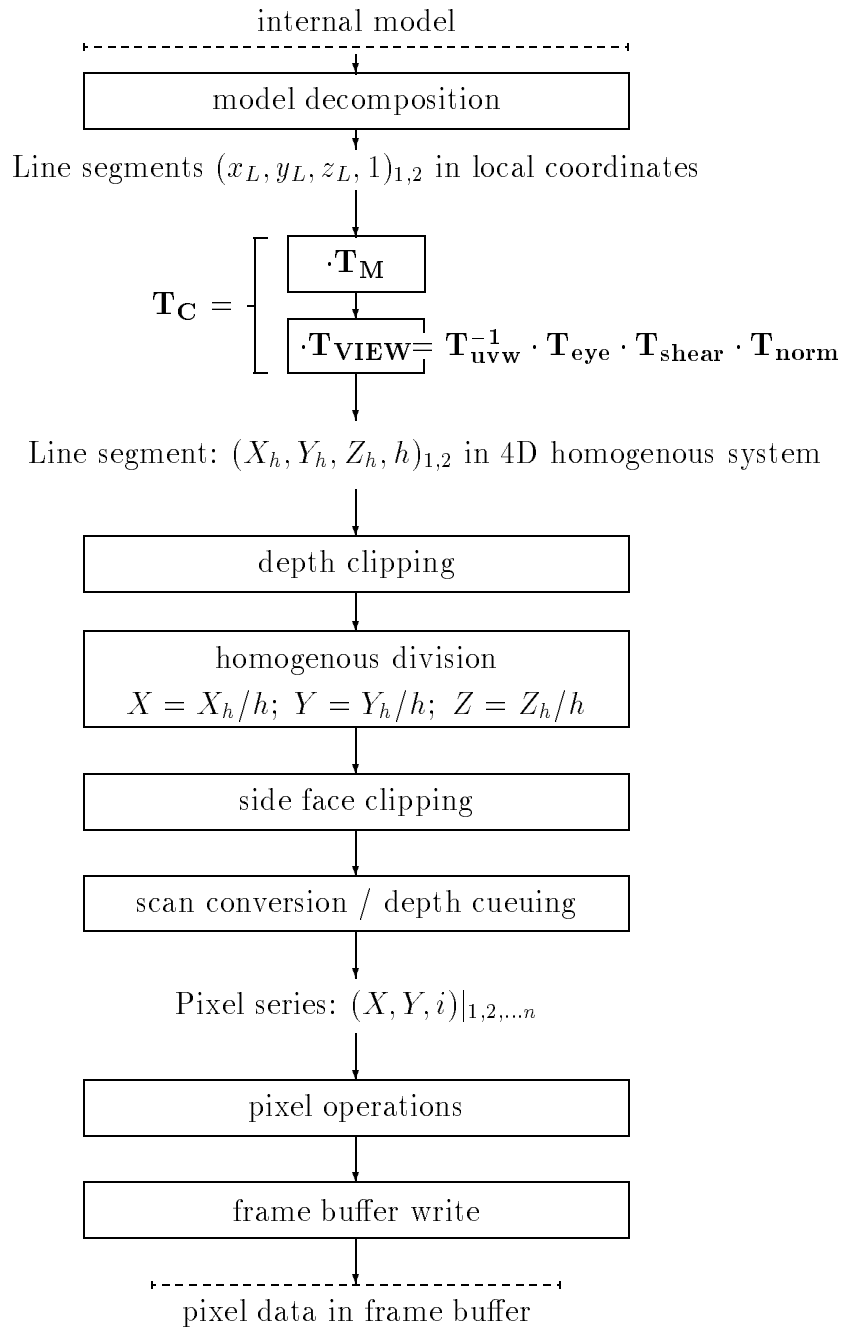 internal model
model decomposition
Line segments (x_L, y_L, z_L, 1)_{1,2} in local coordinates
·T_M
T_C =
·T_VIEW = T_{uvw}^{-1} · T_eye · T_shear · T_norm
Line segment: (X_h, Y_h, Z_h, h)_{1,2} in 4D homogenous system
depth clipping
homogenous division
X = X_h/h; Y = Y_h/h; Z = Z_h/h
side face clipping
scan conversion / depth cueuing
Pixel series: (X, Y, i)|_{1,2,...n}
pixel operations
frame buffer write
pixel data in frame buffer